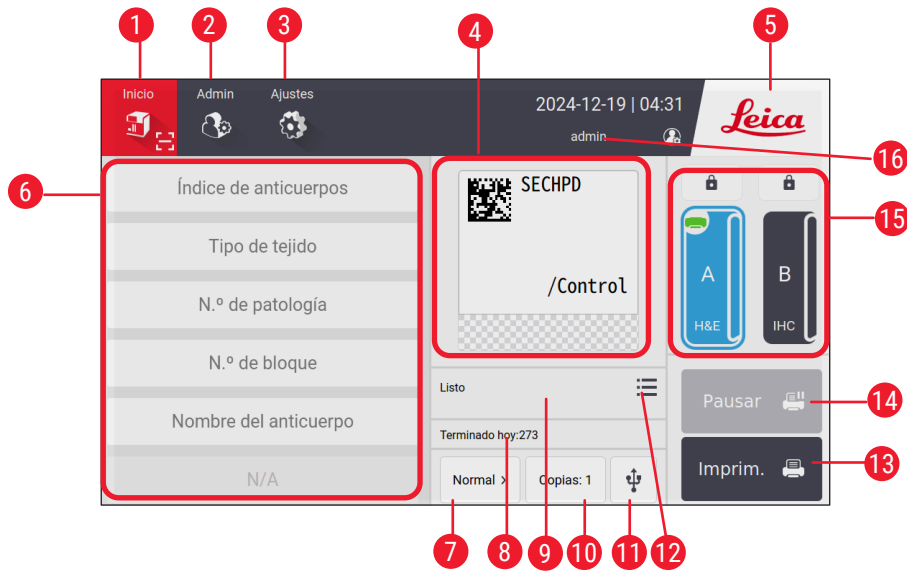 1
2
3
4
5
Inicio
Admin
Ajustes
2024-12-19 | 04:31
admin
Leica
16
6
Índice de anticuerpos
Tipo de tejido
N.º de patología
N.º de bloque
Nombre del anticuerpo
N/A
SECHPD
/Control
15
A
H&E
B
IHC
Listo
Terminado hoy:273
Normal >
Copias: 1
Pausar
14
Imprim.
13
7
8
9
10
11
12